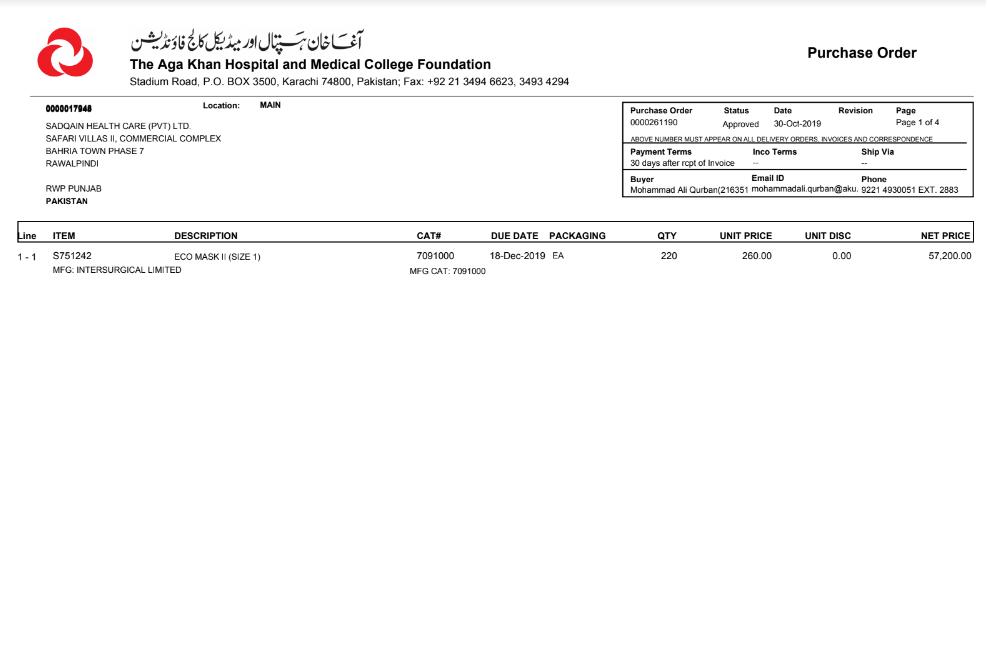 آغا خان ہسپتال اور میڈیکل کالج فاؤنڈیشن
Purchase Order
The Aga Khan Hospital and Medical College Foundation
Stadium Road, P.O. BOX 3500, Karachi 74800, Pakistan; Fax: +92 21 3494 6623, 3493 4294
0000017948 Location: MAIN
SADQAIN HEALTH CARE (PVT) LTD.
SAFARI VILLAS II, COMMERCIAL COMPLEX
BAHRIA TOWN PHASE 7
RAWALPINDI
RWP PUNJAB
PAKISTAN
Purchase Order Status Date Revision Page
0000261190 Approved 30-Oct-2019 Page 1 of 4
ABOVE NUMBER MUST APPEAR ON ALL DELIVERY ORDERS, INVOICES AND CORRESPONDENCE
Payment Terms Inco Terms Ship Via
30 days after rcpt of Invoice -- --
Buyer Email ID Phone
Mohammad Ali Qurban(216351 mohammadali.qurban@aku. 9221 4930051 EXT. 2883
Line ITEM DESCRIPTION CAT# DUE DATE PACKAGING QTY UNIT PRICE UNIT DISC NET PRICE
1 - 1 S751242 ECO MASK II (SIZE 1) 7091000 18-Dec-2019 EA 220 260.00 0.00 57,200.00
MFG: INTERSURGICAL LIMITED MFG CAT: 7091000